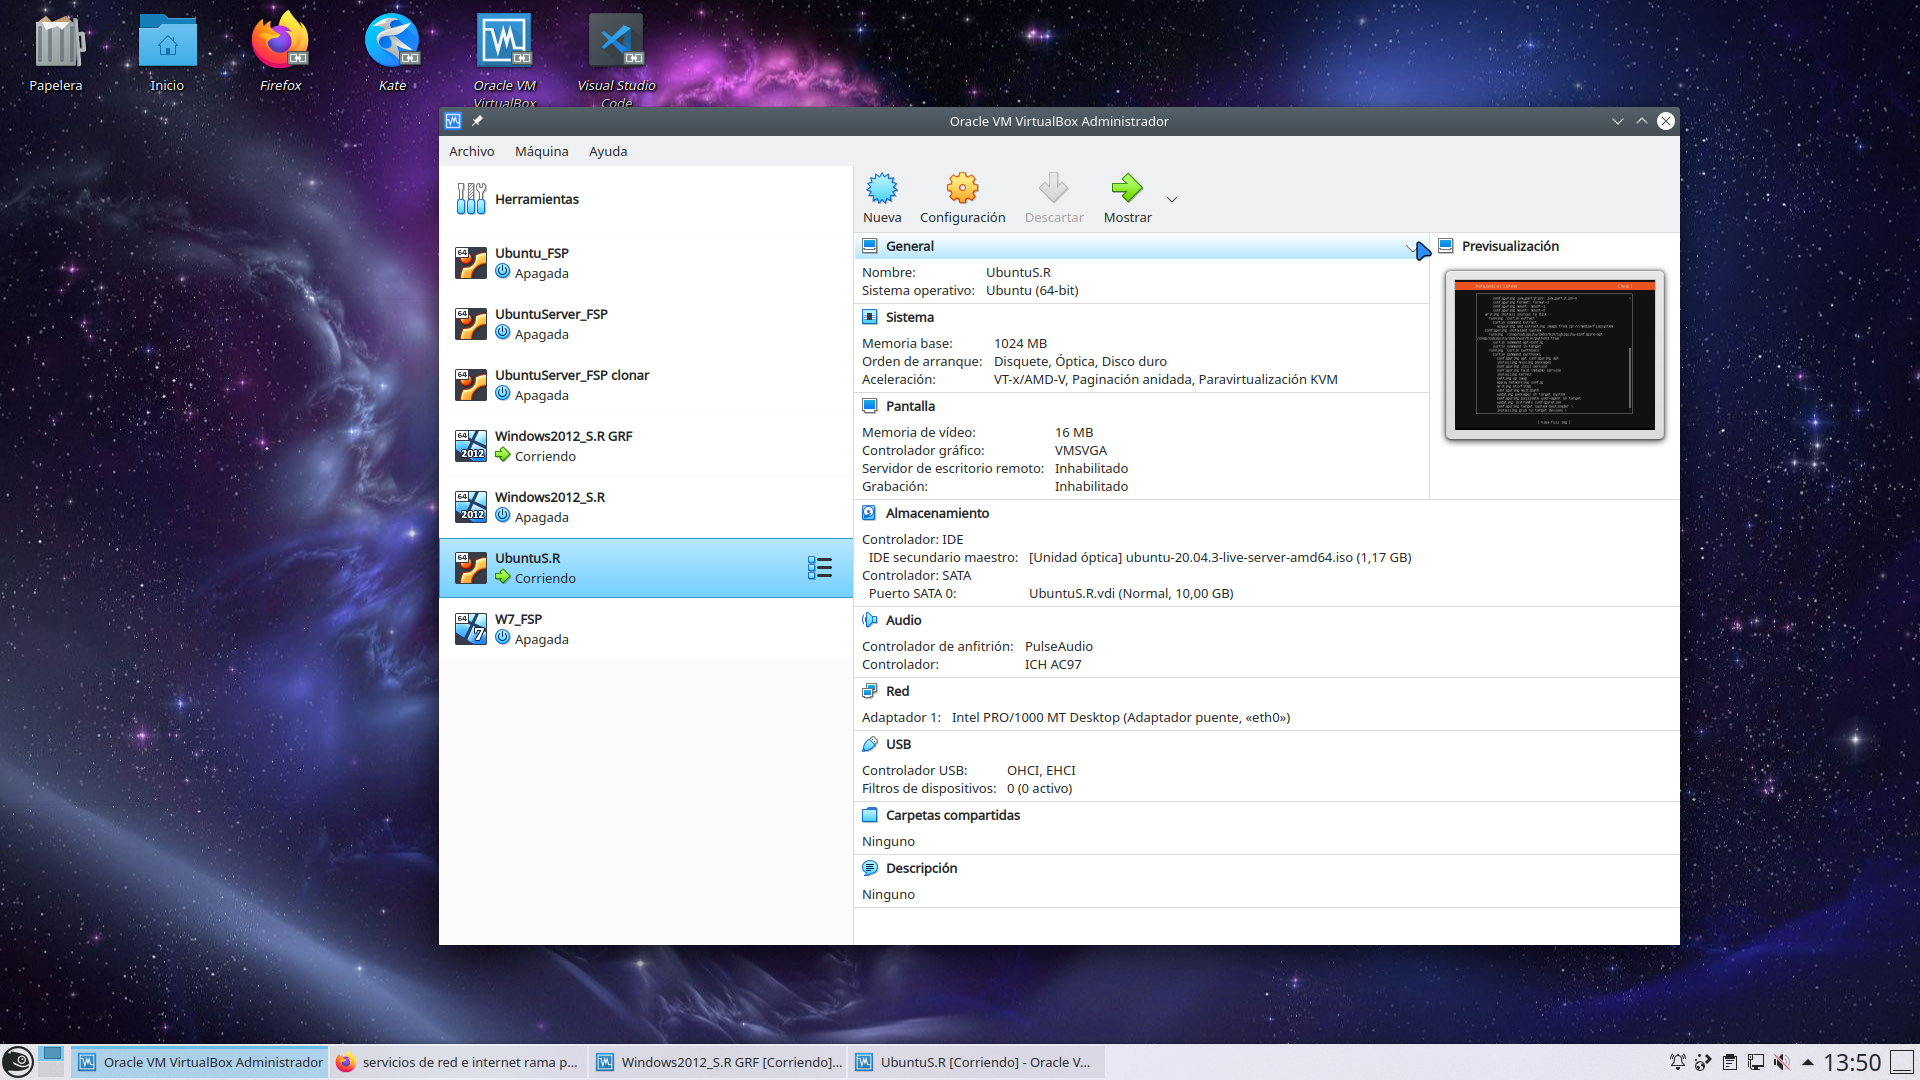 Papelera
Inicio
Firefox
Kate
Oracle VM
VirtualBox
Visual Studio
Code
Oracle VM VirtualBox Administrador
Archivo Máquina Ayuda
Herramientas
Nueva Configuración Descartar Mostrar
Ubuntu_FSP
Apagada
UbuntuServer_FSP
Apagada
UbuntuServer_FSP clonar
Apagada
Windows2012_S.R GRF
Corriendo
Windows2012_S.R
Apagada
UbuntuS.R
Corriendo
W7_FSP
Apagada
General
Nombre: UbuntuS.R
Sistema operativo: Ubuntu (64-bit)
Sistema
Memoria base: 1024 MB
Orden de arranque: Disquete, Óptica, Disco duro
Aceleración: VT-x/AMD-V, Paginación anidada, Paravirtualización KVM
Pantalla
Memoria de vídeo: 16 MB
Controlador gráfico: VMSVGA
Servidor de escritorio remoto: Inhabilitado
Grabación: Inhabilitado
Previsualización
Almacenamiento
Controlador: IDE
IDE secundario maestro: [Unidad óptica] ubuntu-20.04.3-live-server-amd64.iso (1,17 GB)
Controlador: SATA
Puerto SATA 0: UbuntuS.R.vdi (Normal, 10,00 GB)
Audio
Controlador de anfitrión: PulseAudio
Controlador: ICH AC97
Red
Adaptador 1: Intel PRO/1000 MT Desktop (Adaptador puente, «eth0»)
USB
Controlador USB: OHCI, EHCI
Filtros de dispositivos: 0 (0 activo)
Carpetas compartidas
Ninguno
Descripción
Ninguno
Oracle VM VirtualBox Administrador
servicios de red e internet rama p...
Windows2012_S.R GRF [Corriendo]...
UbuntuS.R [Corriendo] - Oracle V...
13:50